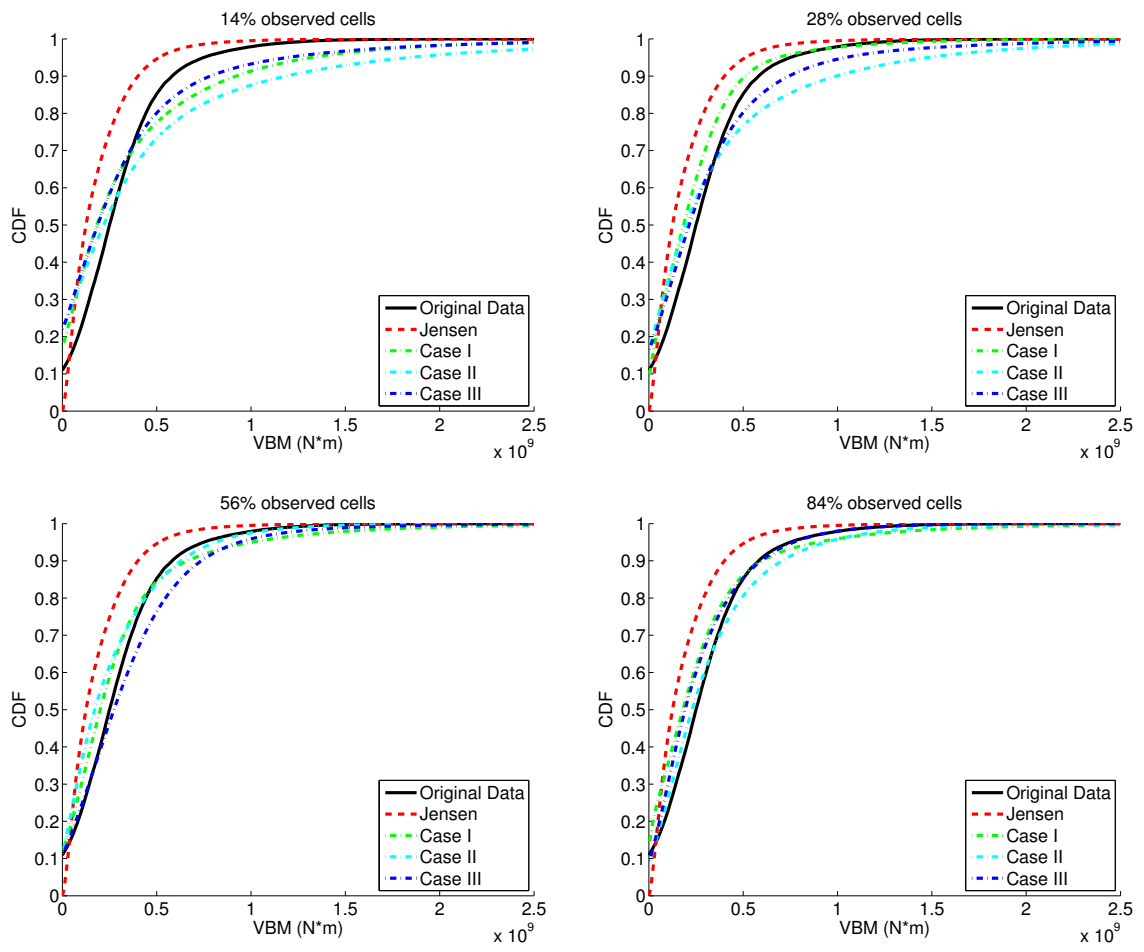 14% observed cells
1
0.9
0.8
0.7
0.6
0.5
0.4
0.3
0.2
0.1
0
CDF
0 0.5 1 1.5 2 2.5
VBM (N*m)
x 10^9
Original Data
Jensen
Case I
Case II
Case III
28% observed cells
1
0.9
0.8
0.7
0.6
0.5
0.4
0.3
0.2
0.1
0
CDF
0 0.5 1 1.5 2 2.5
VBM (N*m)
x 10^9
Original Data
Jensen
Case I
Case II
Case III
56% observed cells
1
0.9
0.8
0.7
0.6
0.5
0.4
0.3
0.2
0.1
0
CDF
0 0.5 1 1.5 2 2.5
VBM (N*m)
x 10^9
Original Data
Jensen
Case I
Case II
Case III
84% observed cells
1
0.9
0.8
0.7
0.6
0.5
0.4
0.3
0.2
0.1
0
CDF
0 0.5 1 1.5 2 2.5
VBM (N*m)
x 10^9
Original Data
Jensen
Case I
Case II
Case III